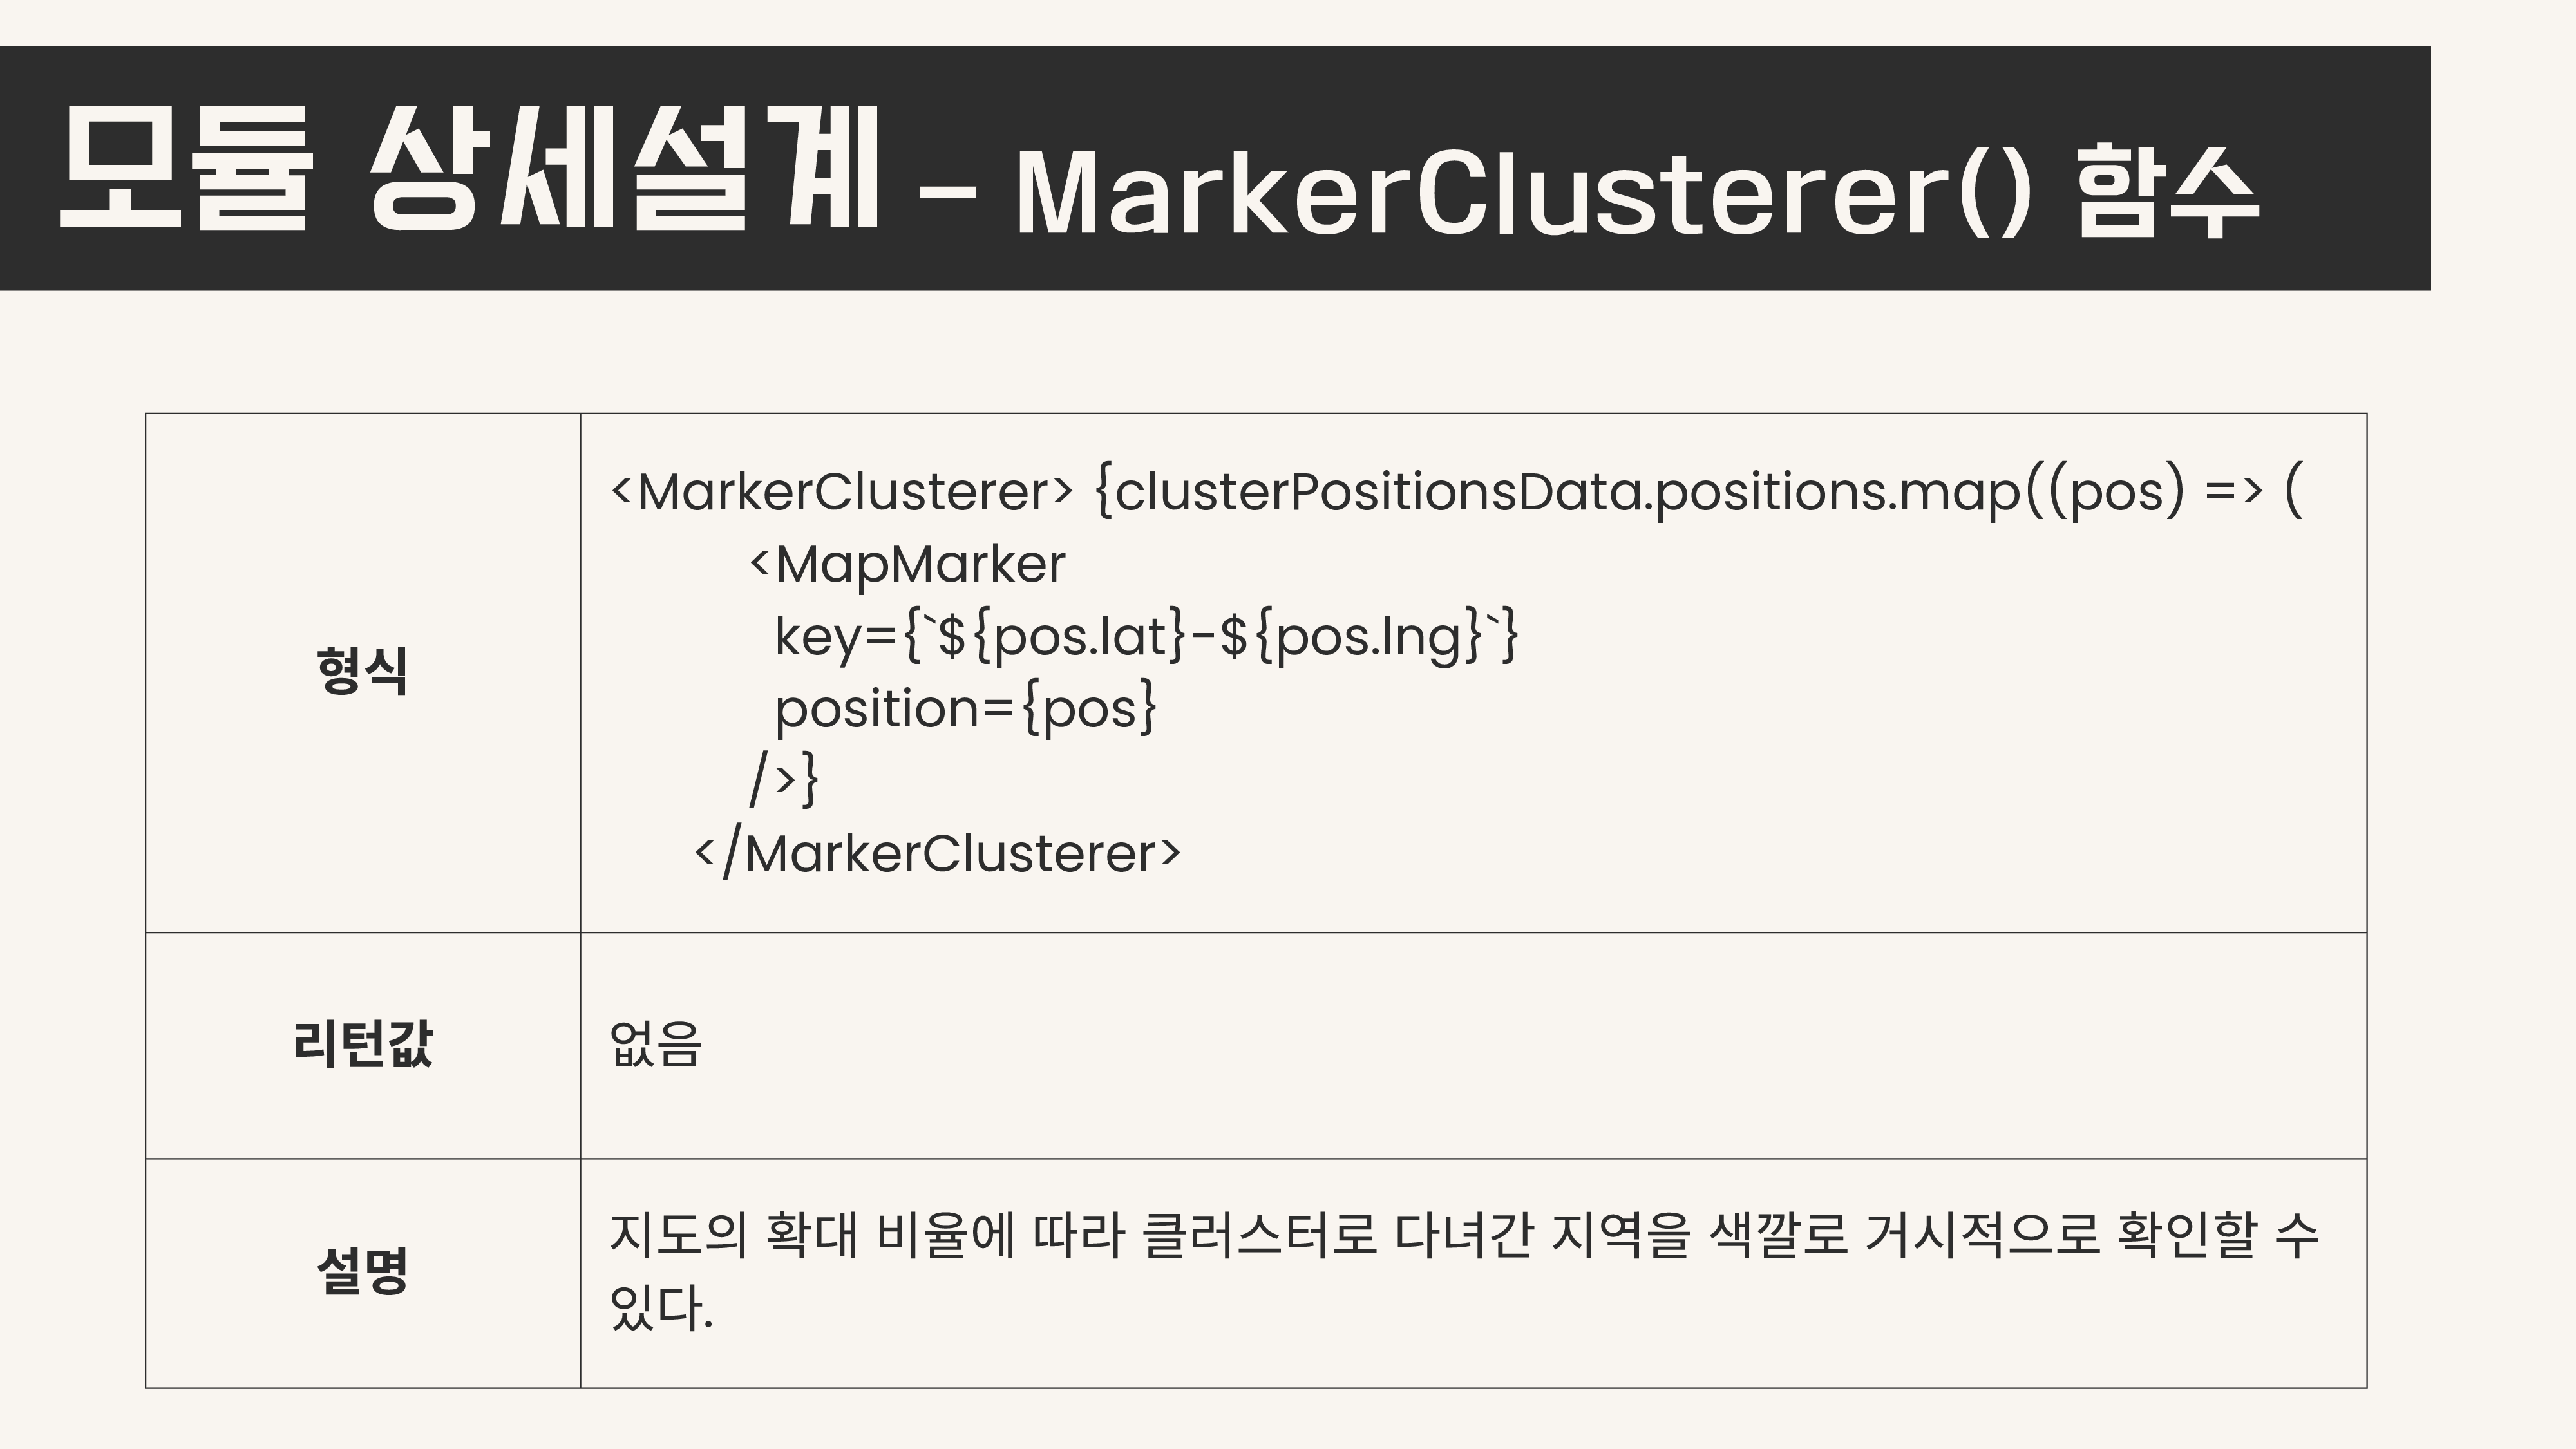 모듈 상세설계 - MarkerClusterer() 함수
형식
<MarkerClusterer> {clusterPositionsData.positions.map((pos) => (
<MapMarker
key={`${pos.lat}-${pos.lng}`}
position={pos}
/>}
</MarkerClusterer>
리턴값
없음
설명
지도의 확대 비율에 따라 클러스터로 다녀간 지역을 색깔로 거시적으로 확인할 수
있다.